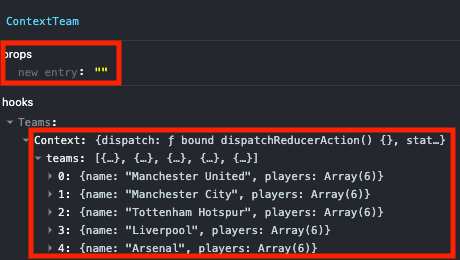 ContextTeam
props
new entry: ""
hooks
Teams:
Context: {dispatch: ƒ bound dispatchReducerAction() {}, stat…}
teams: [{…}, {…}, {…}, {…}, {…}]
0: {name: "Manchester United", players: Array(6)}
1: {name: "Manchester City", players: Array(6)}
2: {name: "Tottenham Hotspur", players: Array(6)}
3: {name: "Liverpool", players: Array(6)}
4: {name: "Arsenal", players: Array(6)}